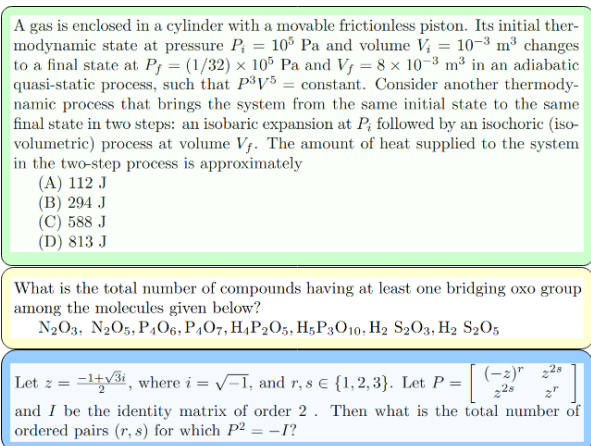 A gas is enclosed in a cylinder with a movable frictionless piston. Its initial ther-
modynamic state at pressure P_i = 10^5 Pa and volume V_i = 10^{-3} m^3 changes
to a final state at P_f = (1/32) × 10^5 Pa and V_f = 8 × 10^{-3} m^3 in an adiabatic
quasi-static process, such that P^3V^5 = constant. Consider another thermody-
namic process that brings the system from the same initial state to the same
final state in two steps: an isobaric expansion at P_i followed by an isochoric (iso-
volumetric) process at volume V_f. The amount of heat supplied to the system
in the two-step process is approximately
(A) 112 J
(B) 294 J
(C) 588 J
(D) 813 J
What is the total number of compounds having at least one bridging oxo group
among the molecules given below?
N_2O_3, N_2O_5, P_4O_6, P_4O_7, H_4P_2O_5, H_5P_3O_10, H_2 S_2O_3, H_2 S_2O_5
Let z = \frac{-1+\sqrt{3}i}{2}, where i = \sqrt{-1}, and r, s ∈ {1, 2, 3}. Let P = \begin{bmatrix} (-z)^r & z^{2s} \\ z^{2s} & z^r \end{bmatrix}
and I be the identity matrix of order 2 . Then what is the total number of
ordered pairs (r, s) for which P^2 = −I?